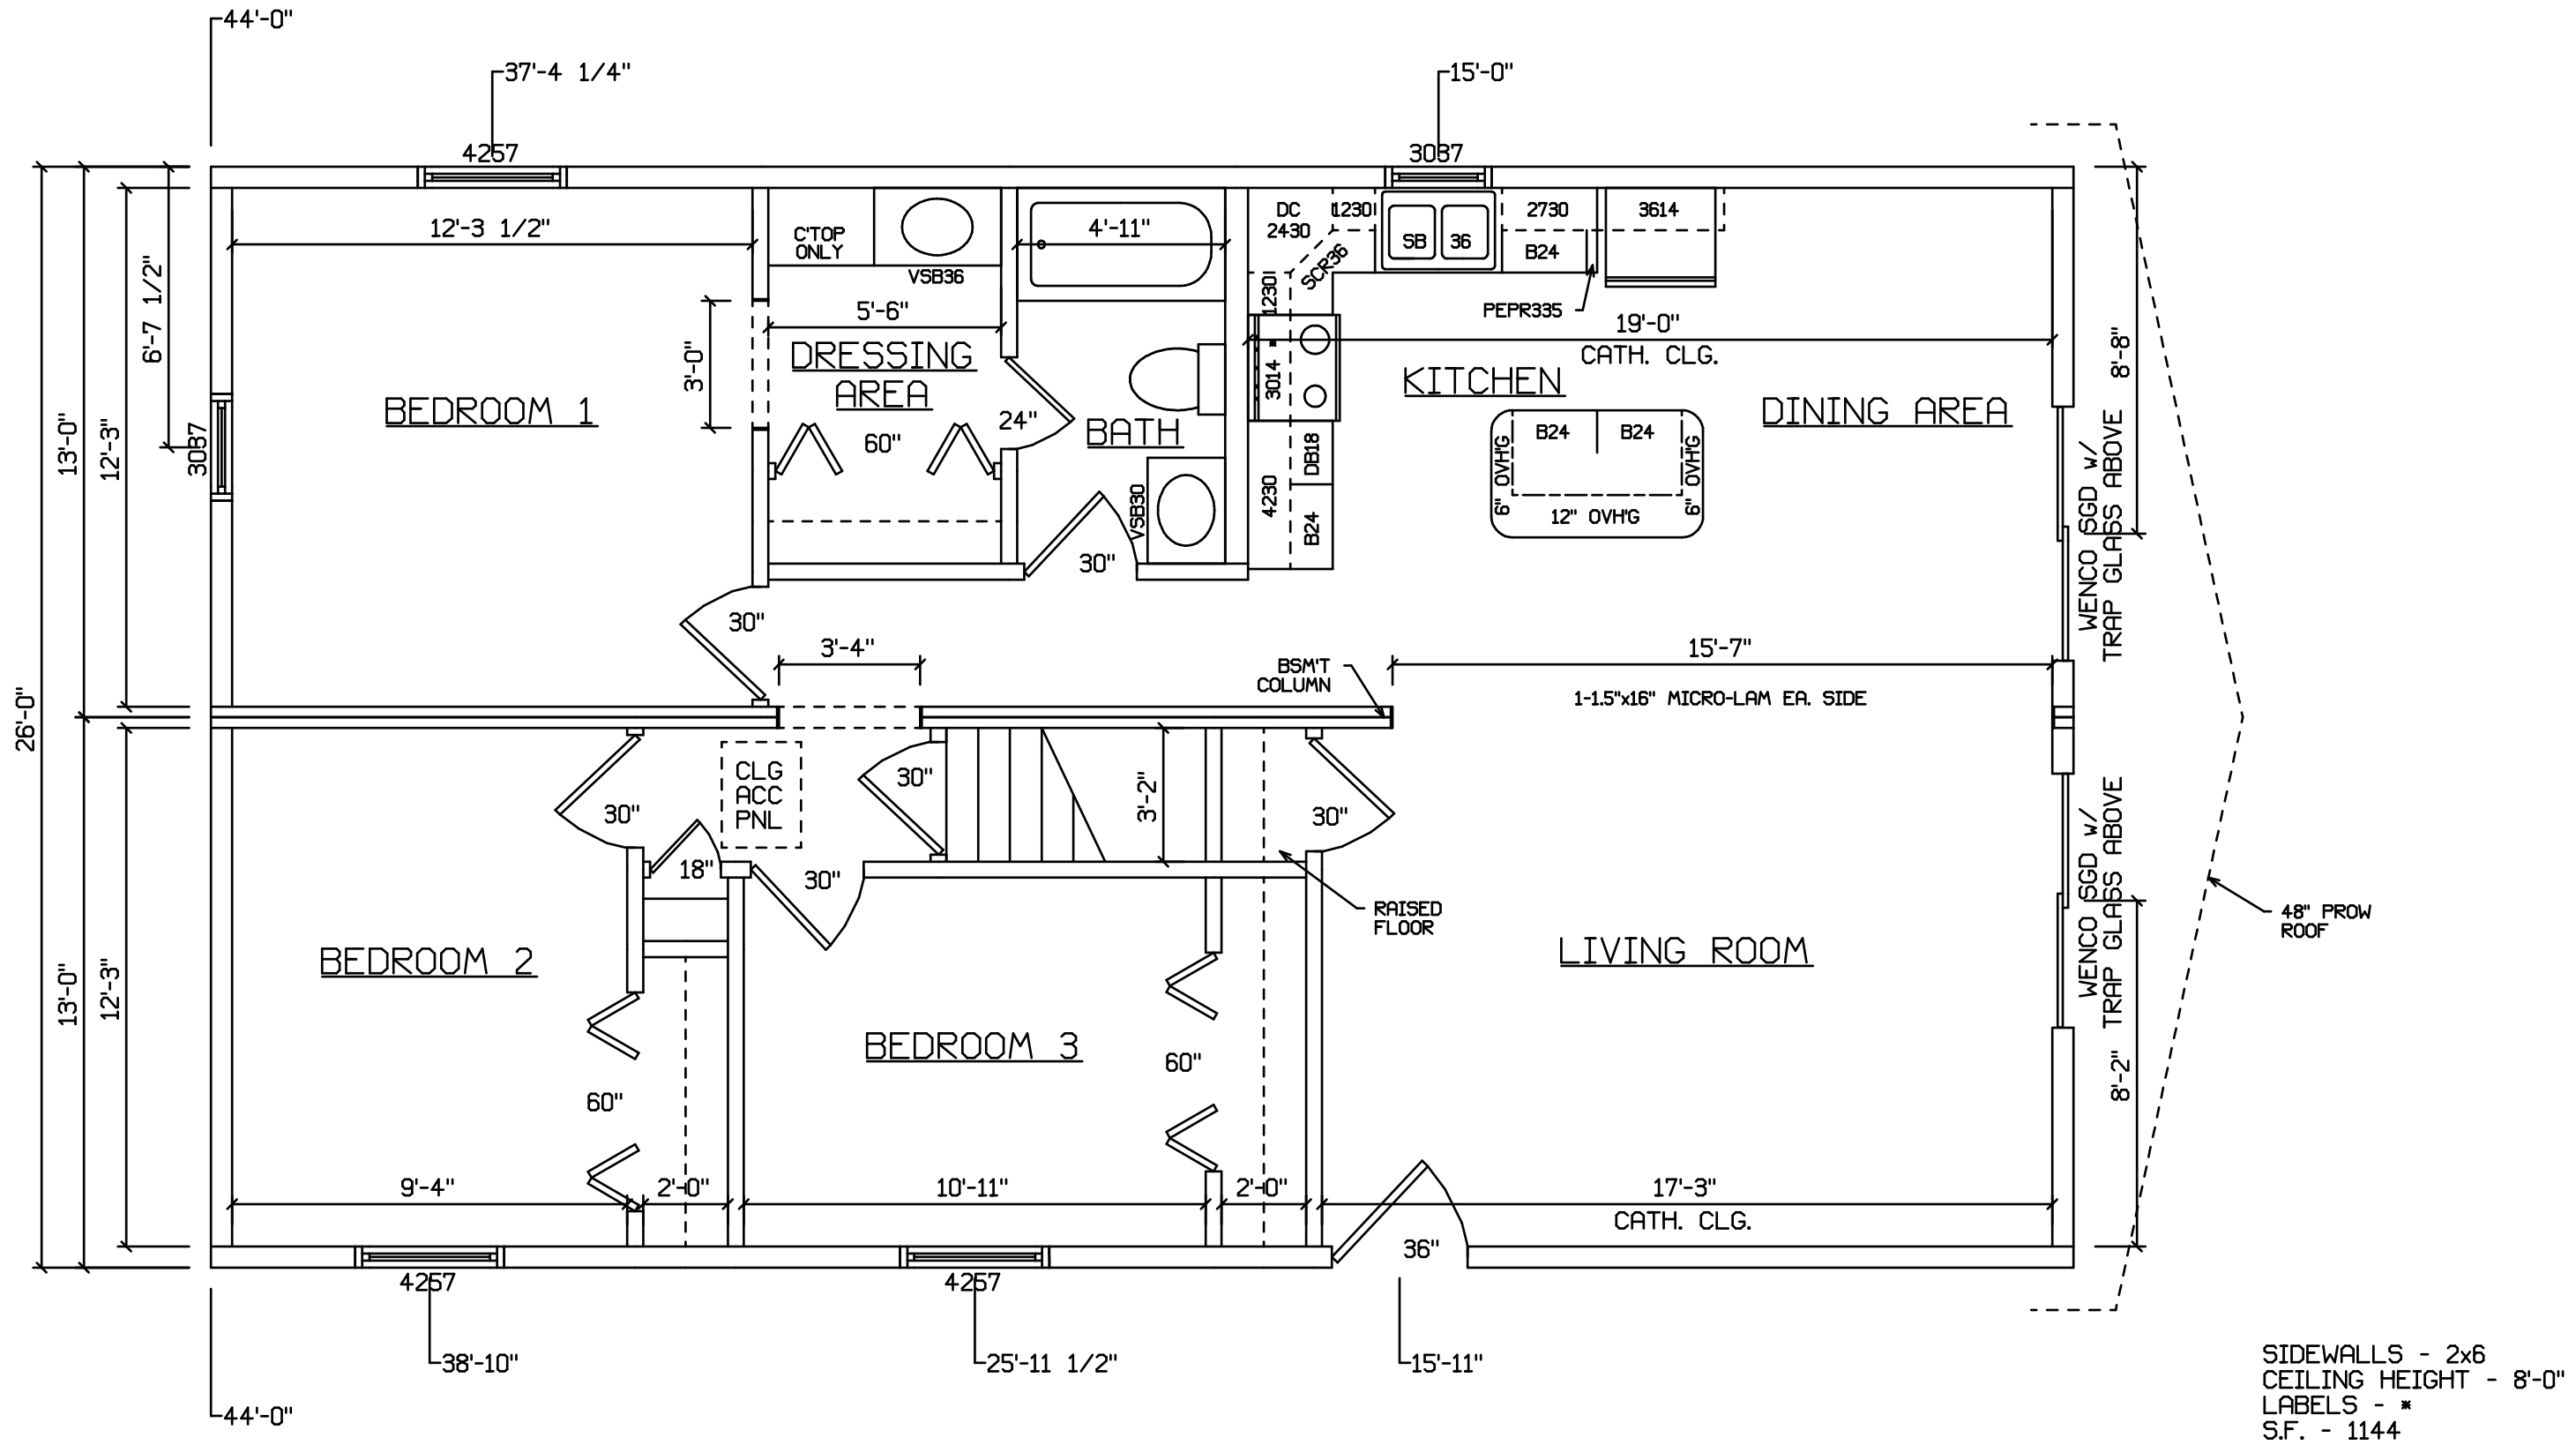 44'-0"
37'-4 1/4"
15'-0"
4257
3037
12'-3 1/2"
C'TOP
ONLY
VSB36
4'-11"
DC
2430
1230
SB 36
2730
B24
3614
SCR36
1230
PEPR335
5'-6"
19'-0"
CATH. CLG.
6'-7 1/2"
3'-0"
DRESSING
AREA
3014 *
KITCHEN
8'-8"
BEDROOM 1
24"
BATH
DINING AREA
60"
B24
B24
6" OVH'G
6" OVH'G
12" OVH'G
3037
13'-0"
12'-3"
VSB30
4230
DB18
B24
WENCO SGD w/
TRAP GLASS ABOVE
30"
30"
3'-4"
BSM'T
COLUMN
15'-7"
1-1.5"x16" MICRO-LAM EA. SIDE
26'-0"
CLG
ACC
PNL
30"
3'-2"
30"
30"
18"
30"
WENCO SGD w/
TRAP GLASS ABOVE
RAISED
FLOOR
48" PROW
ROOF
BEDROOM 2
LIVING ROOM
13'-0"
12'-3"
BEDROOM 3
60"
60"
8'-2"
9'-4"
2'-0"
10'-11"
2'-0"
17'-3"
CATH. CLG.
36"
4257
4257
38'-10"
25'-11 1/2"
15'-11"
44'-0"
SIDEWALLS - 2x6
CEILING HEIGHT - 8'-0"
LABELS - *
S.F. - 1144